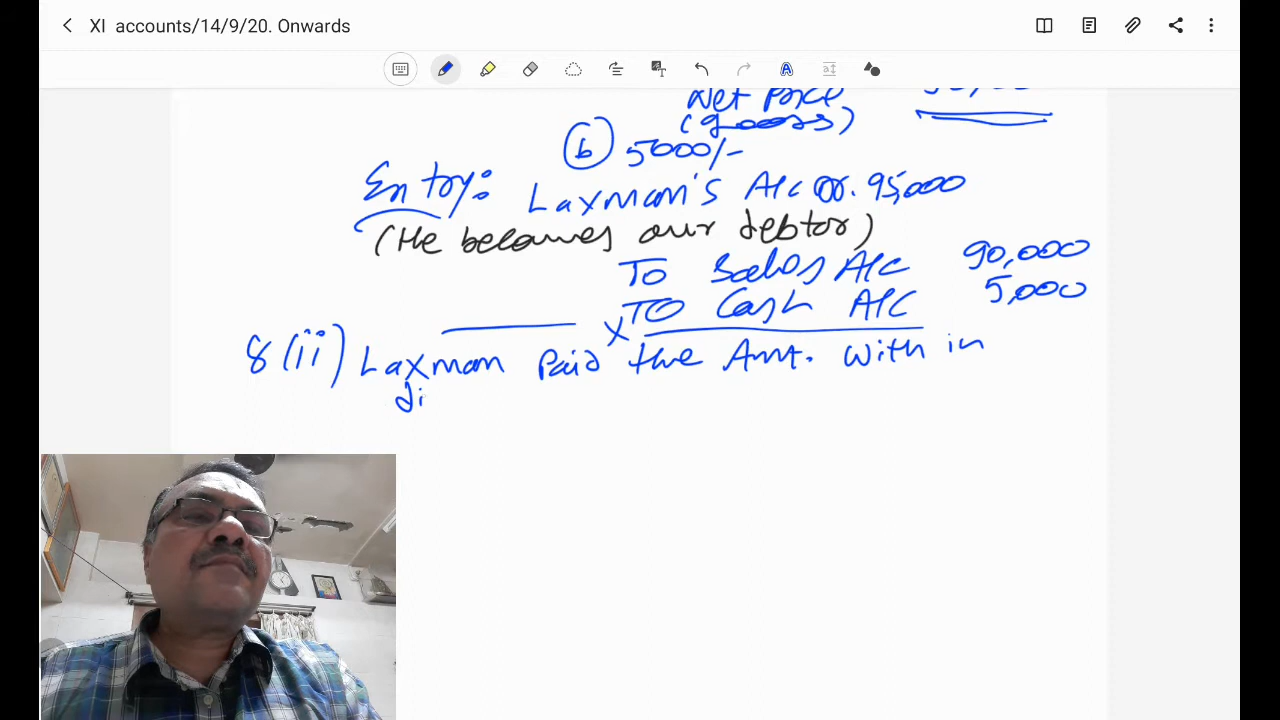 XI accounts/14/9/20. Onwards
Net Price
(goods)
(b) 5000/-
Entry: Laxman's A/c Dr. 95,000
(He becomes our debtor)
To Sales A/C 90,000
TO Cash A/C 5,000
x
8 (ii) Laxman Paid the Amt. With in
di